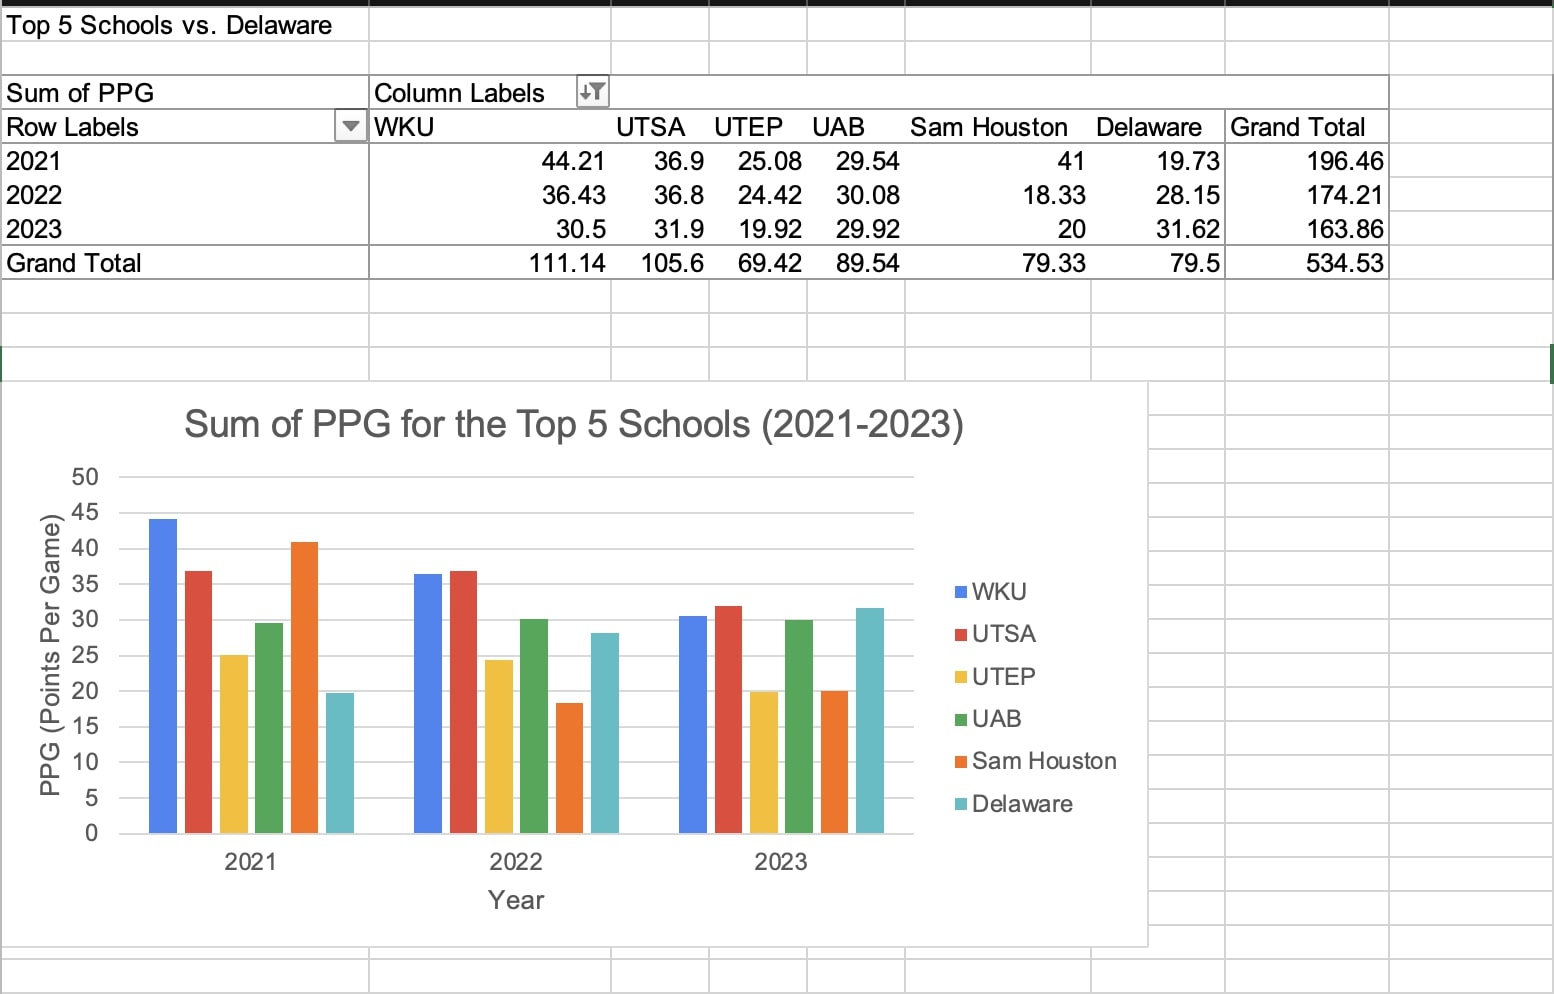 Top 5 Schools vs. Delaware
Sum of PPG Column Labels
Row Labels WKU UTSA UTEP UAB Sam Houston Delaware Grand Total
2021 44.21 36.9 25.08 29.54 41 19.73 196.46
2022 36.43 36.8 24.42 30.08 18.33 28.15 174.21
2023 30.5 31.9 19.92 29.92 20 31.62 163.86
Grand Total 111.14 105.6 69.42 89.54 79.33 79.5 534.53
Sum of PPG for the Top 5 Schools (2021-2023)
PPG (Points Per Game)
50
45
40
35
30
25
20
15
10
5
0
2021 2022 2023
Year
WKU
UTSA
UTEP
UAB
Sam Houston
Delaware